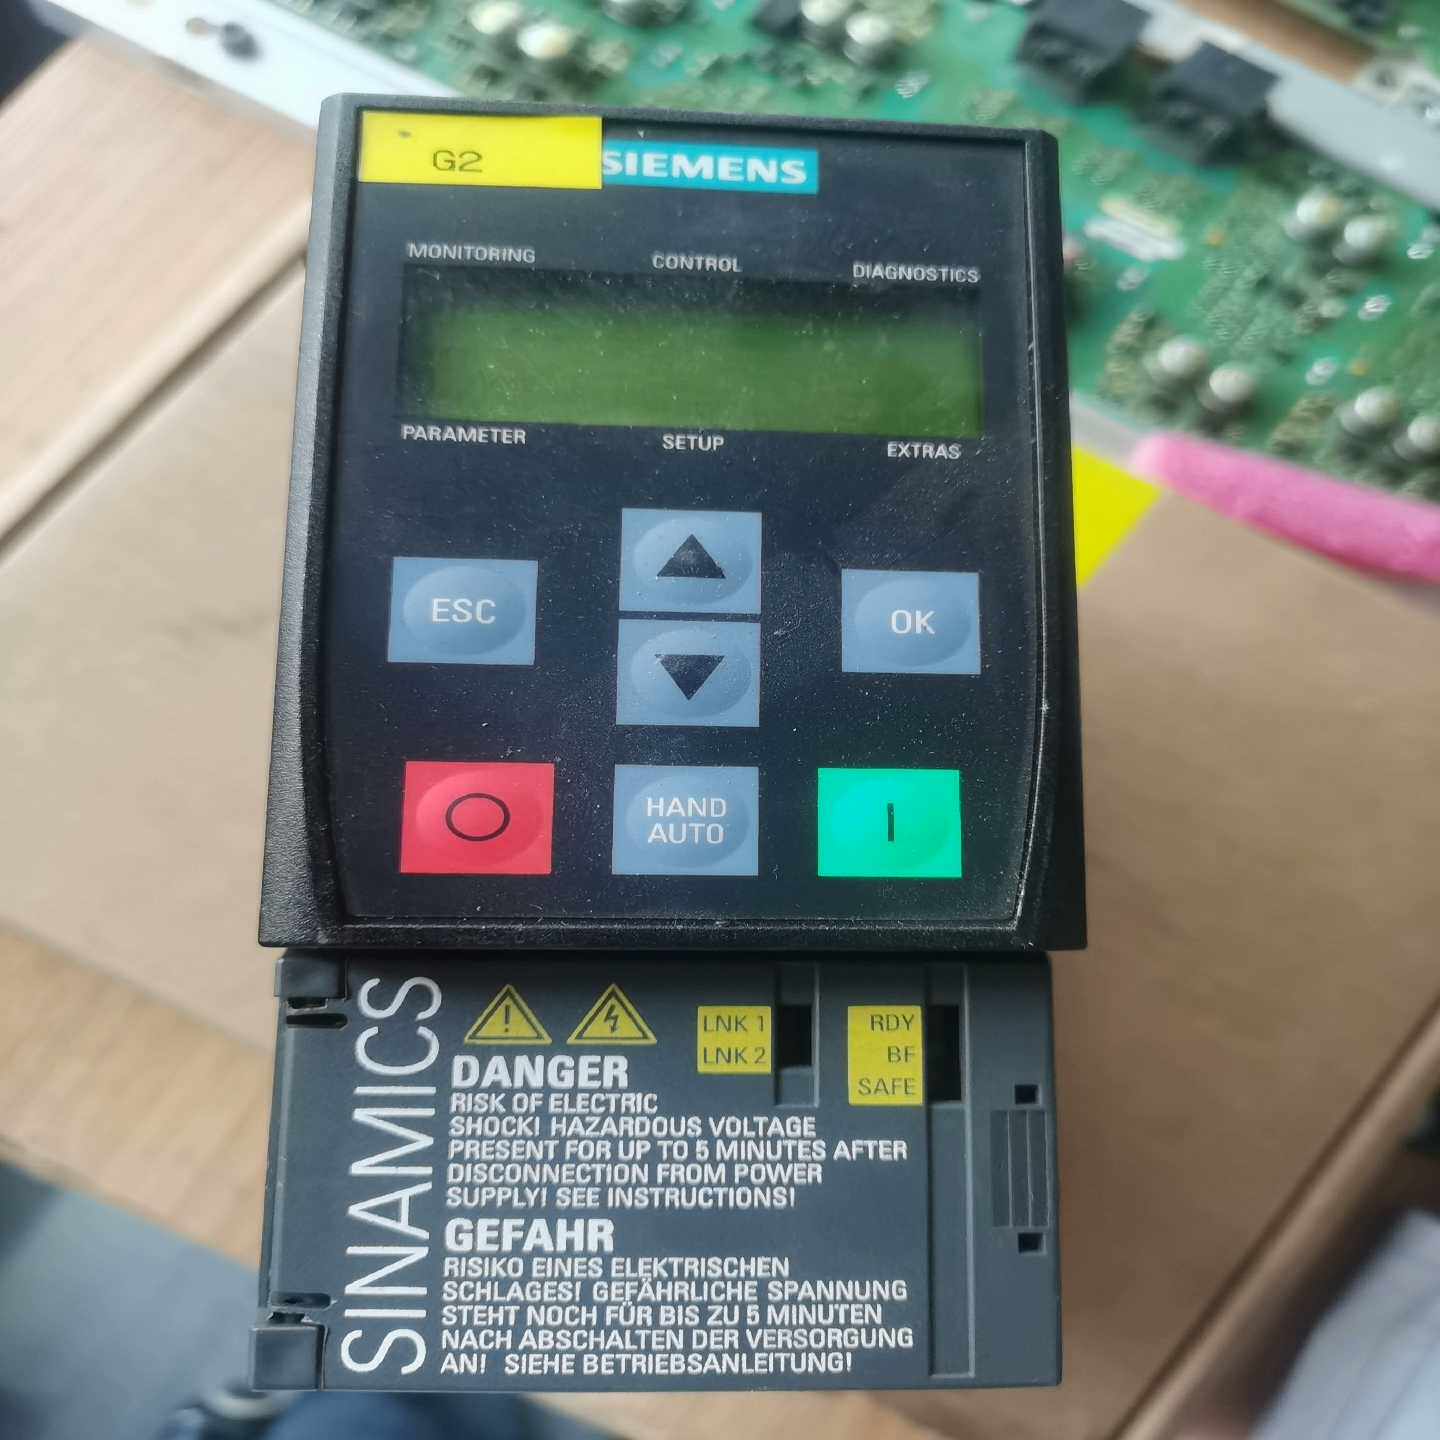 G2
SIEMENS
MONITORING CONTROL DIAGNOSTICS
PARAMETER SETUP EXTRAS
ESC OK
HAND
AUTO
SINAMICS
LNK 1
LNK 2
RDY
BF
SAFE
DANGER
RISK OF ELECTRIC
SHOCK! HAZARDOUS VOLTAGE
PRESENT FOR UP TO 5 MINUTES AFTER
DISCONNECTION FROM POWER
SUPPLY! SEE INSTRUCTIONS!
GEFAHR
RISIKO EINES ELEKTRISCHEN
SCHLAGES! GEFÄHRLICHE SPANNUNG
STEHT NOCH FÜR BIS ZU 5 MINUTEN
NACH ABSCHALTEN DER VERSORGUNG
AN! SIEHE BETRIEBSANLEITUNG!